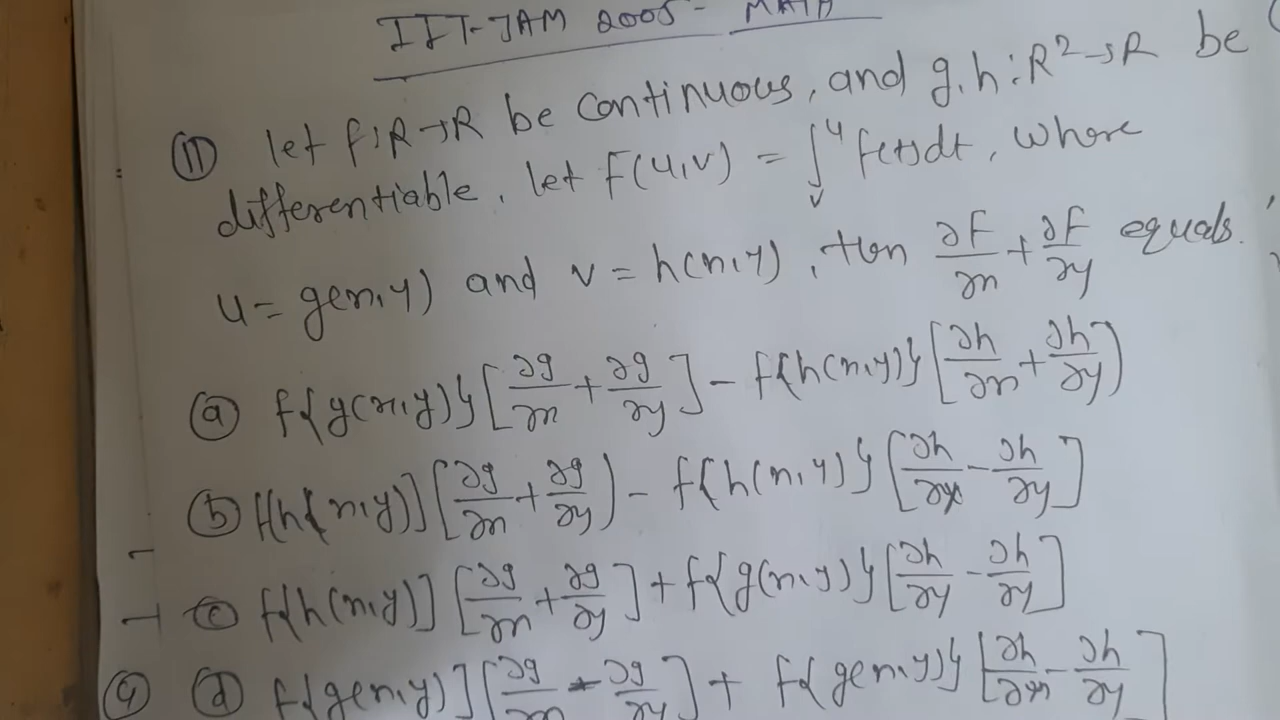 IIT-JAM 2005- MATH
(11) let f: R→R be continuous, and g, h: R²→R be
differentiable. let F(u,v) = ∫ᵥᵘ f(t)dt, where
u= g(x,y) and v = h(x,y), then ∂F/∂x + ∂F/∂y equals.
(a) f{g(x,y)}[∂g/∂x + ∂g/∂y] - f{h(x,y)}[∂h/∂x + ∂h/∂y)
(b) f(h{x,y)][∂g/∂x + ∂g/∂y) - f{h(x,y)}[∂h/∂x - ∂h/∂y]
(c) f{h(x,y)][∂g/∂x + ∂g/∂y] + f{g(x,y)}[∂h/∂y - ∂h/∂y]
(d) f{g(x,y)][∂g/∂x - ∂g/∂y] + f{g(x,y)}[∂h/∂x - ∂h/∂y]